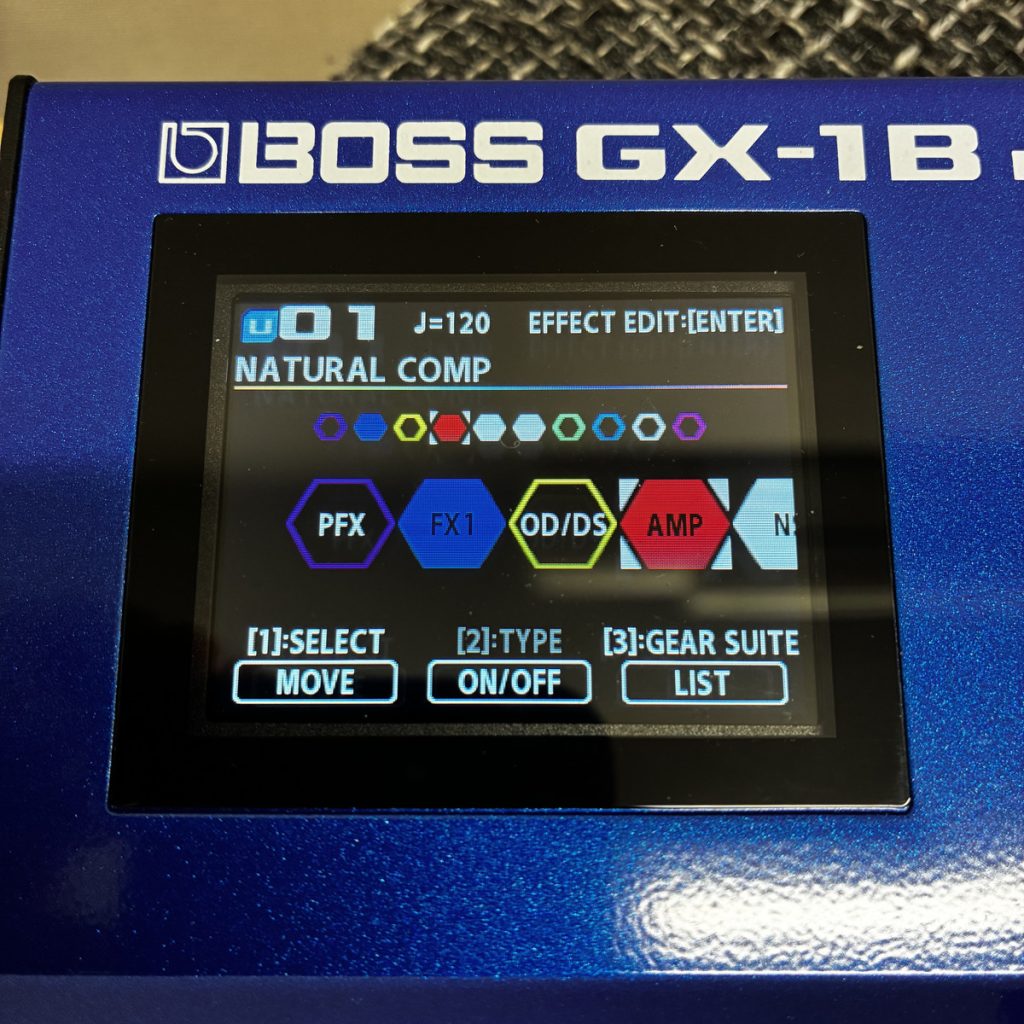 BOSS GX-1B
U01 J=120 EFFECT EDIT:[ENTER]
NATURAL COMP
PFX FX1 OD/DS AMP
[1]:SELECT [2]:TYPE [3]:GEAR SUITE
MOVE ON/OFF LIST